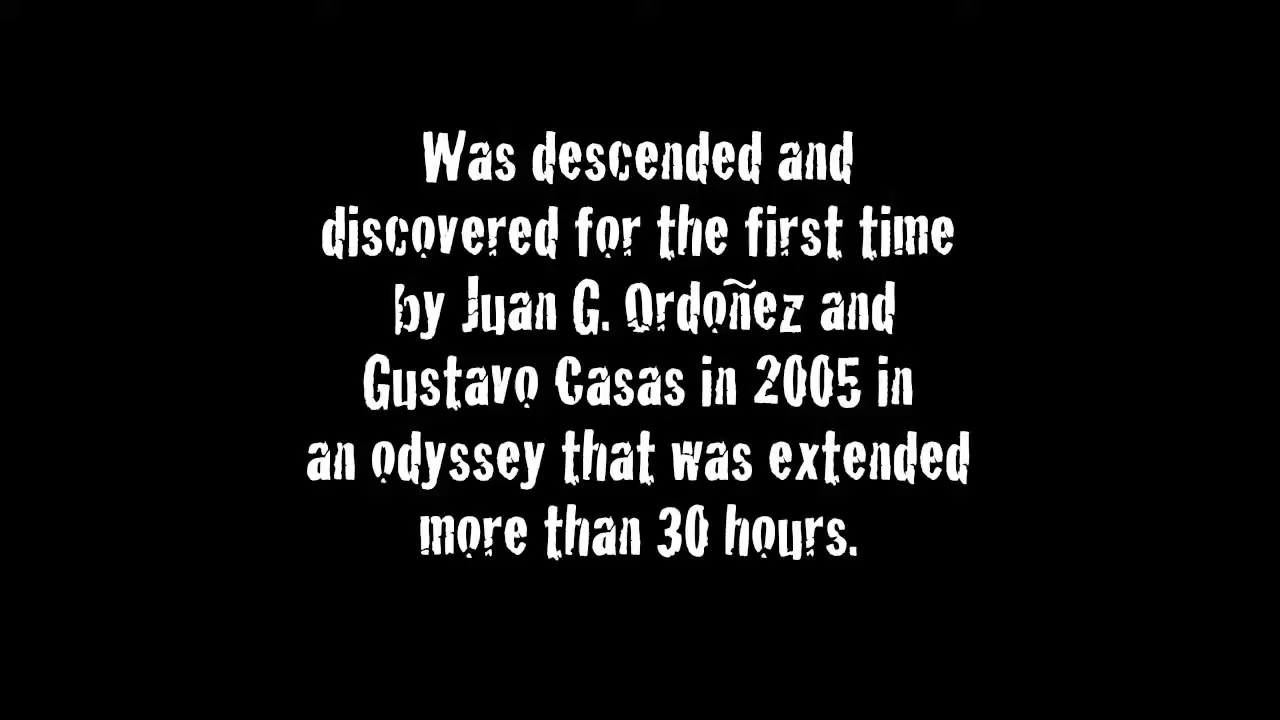 Was descended and
discovered for the first time
by Juan G. Ordoñez and
Gustavo Casas in 2005 in
an odyssey that was extended
more than 30 hours.